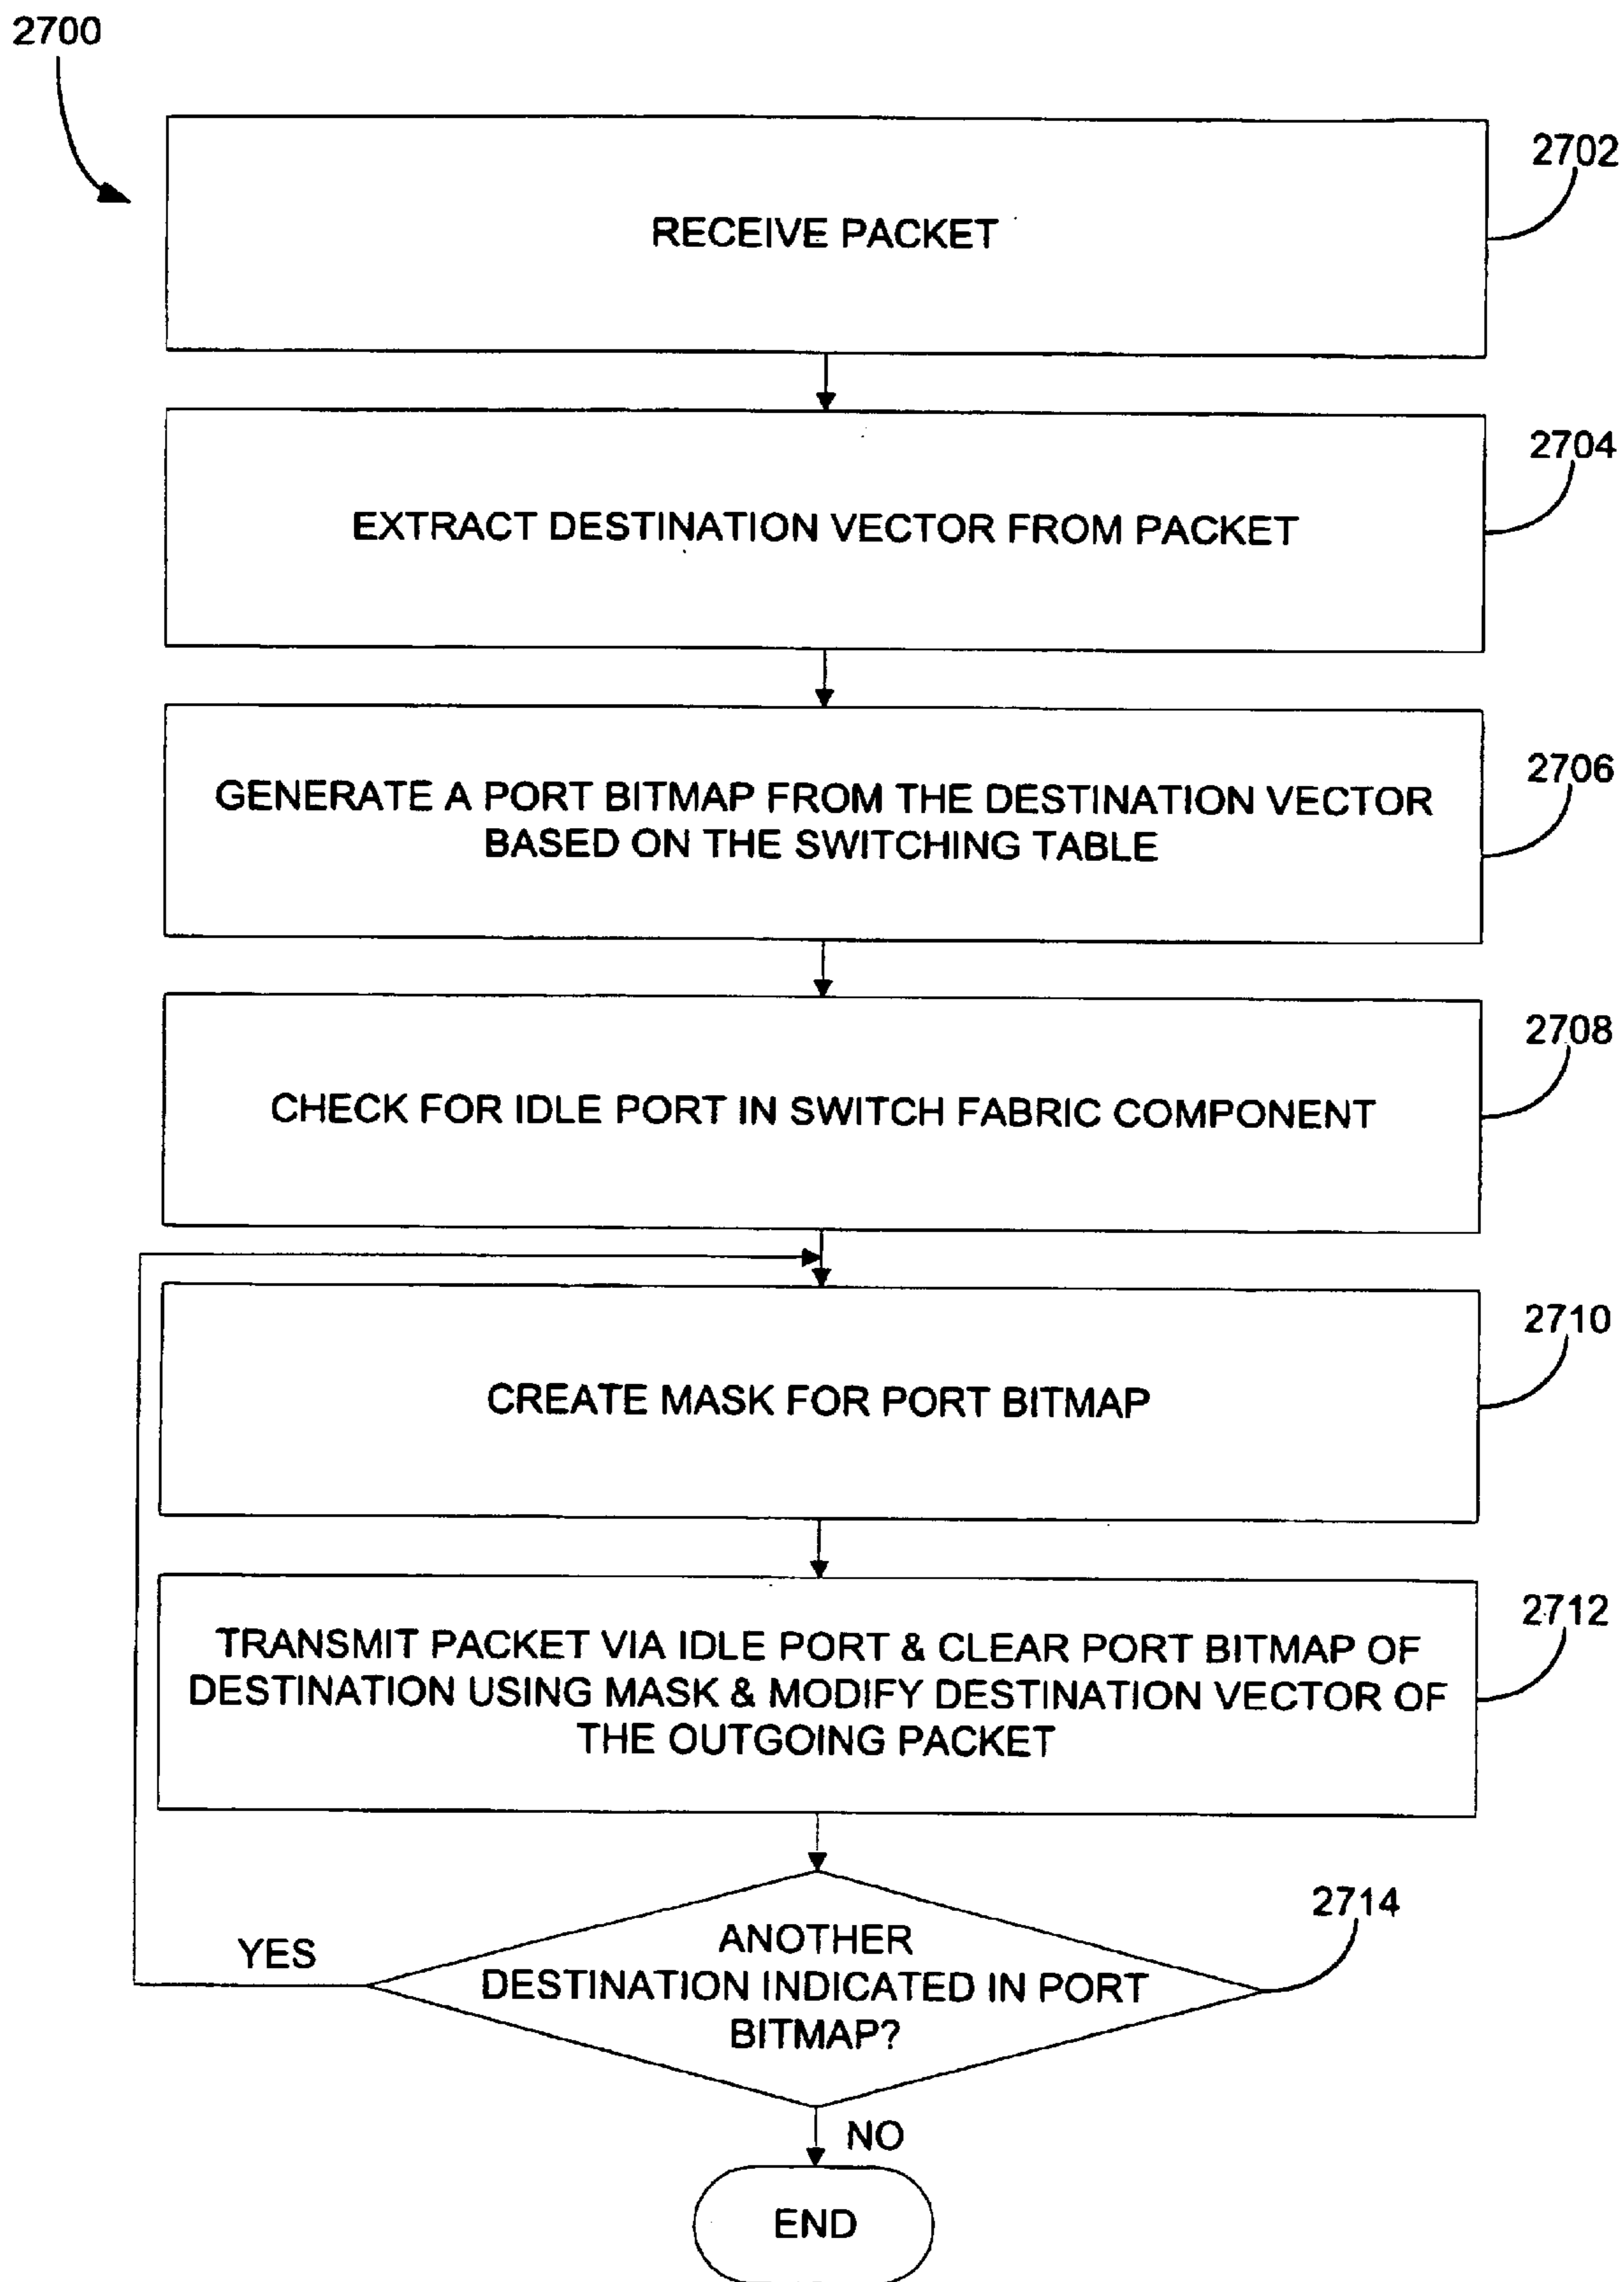 2700
2702
RECEIVE PACKET
2704
EXTRACT DESTINATION VECTOR FROM PACKET
2706
GENERATE A PORT BITMAP FROM THE DESTINATION VECTOR
BASED ON THE SWITCHING TABLE
2708
CHECK FOR IDLE PORT IN SWITCH FABRIC COMPONENT
2710
CREATE MASK FOR PORT BITMAP
2712
TRANSMIT PACKET VIA IDLE PORT & CLEAR PORT BITMAP OF
DESTINATION USING MASK & MODIFY DESTINATION VECTOR OF
THE OUTGOING PACKET
2714
YES
ANOTHER
DESTINATION INDICATED IN PORT
BITMAP?
NO
END